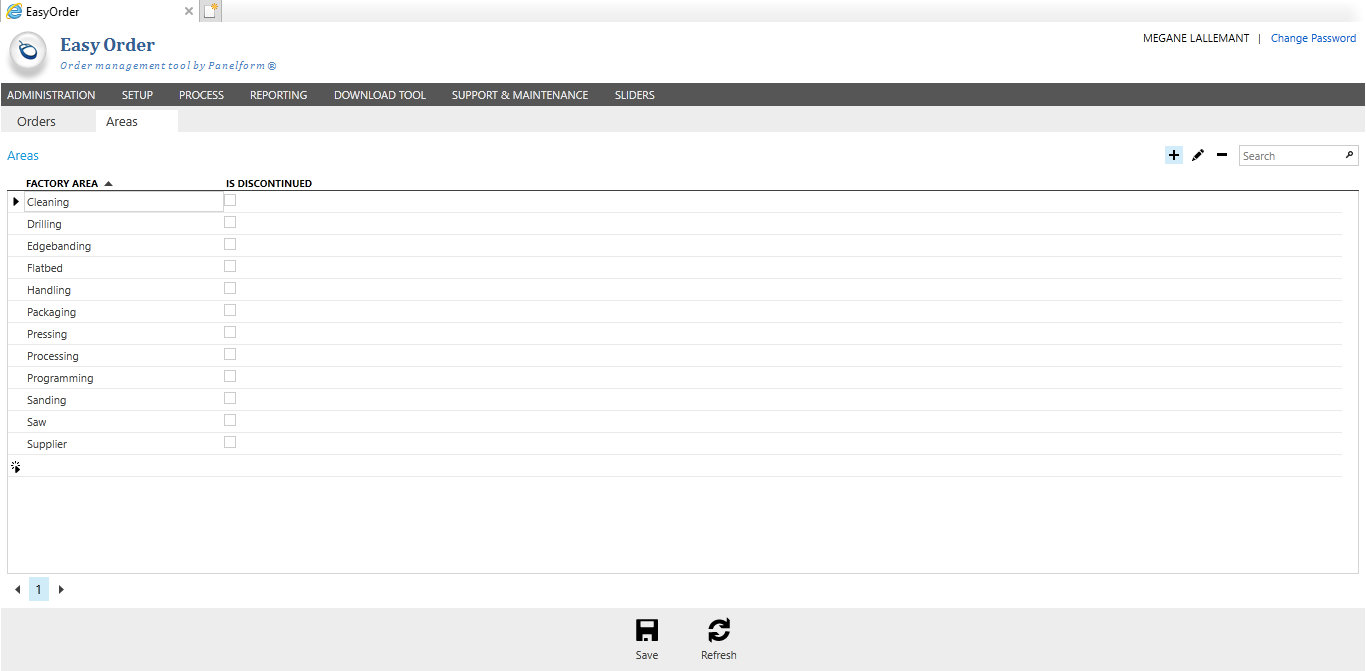 EasyOrder
Easy Order
Order management tool by Panelform®
MEGANE LALLEMANT | Change Password
ADMINISTRATION SETUP PROCESS REPORTING DOWNLOAD TOOL SUPPORT & MAINTENANCE SLIDERS
Orders Areas
Areas
Search
FACTORY AREA IS DISCONTINUED
Cleaning
Drilling
Edgebanding
Flatbed
Handling
Packaging
Pressing
Processing
Programming
Sanding
Saw
Supplier
1
Save Refresh